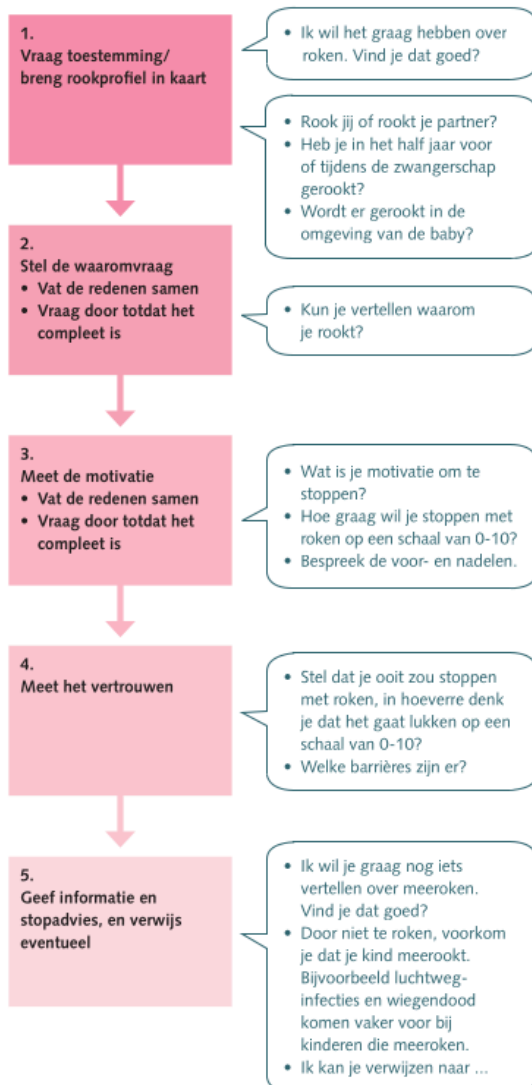 1.
Vraag toestemming/
breng rookprofiel in kaart
• Ik wil het graag hebben over
roken. Vind je dat goed?
• Rook jij of rookt je partner?
• Heb je in het half jaar voor
of tijdens de zwangerschap
gerookt?
• Wordt er gerookt in de
omgeving van de baby?
2.
Stel de waaromvraag
• Vat de redenen samen
• Vraag door totdat het
compleet is
• Kun je vertellen waarom
je rookt?
3.
Meet de motivatie
• Vat de redenen samen
• Vraag door totdat het
compleet is
• Wat is je motivatie om te
stoppen?
• Hoe graag wil je stoppen met
roken op een schaal van 0-10?
• Bespreek de voor- en nadelen.
4.
Meet het vertrouwen
• Stel dat je ooit zou stoppen
met roken, in hoeverre denk
je dat het gaat lukken op een
schaal van 0-10?
• Welke barrières zijn er?
5.
Geef informatie en
stopadvies, en verwijs
eventueel
• Ik wil je graag nog iets
vertellen over meeroken.
Vind je dat goed?
• Door niet te roken, voorkom
je dat je kind meerookt.
Bijvoorbeeld luchtweg-
infecties en wiegendood
komen vaker voor bij
kinderen die meeroken.
• Ik kan je verwijzen naar ...